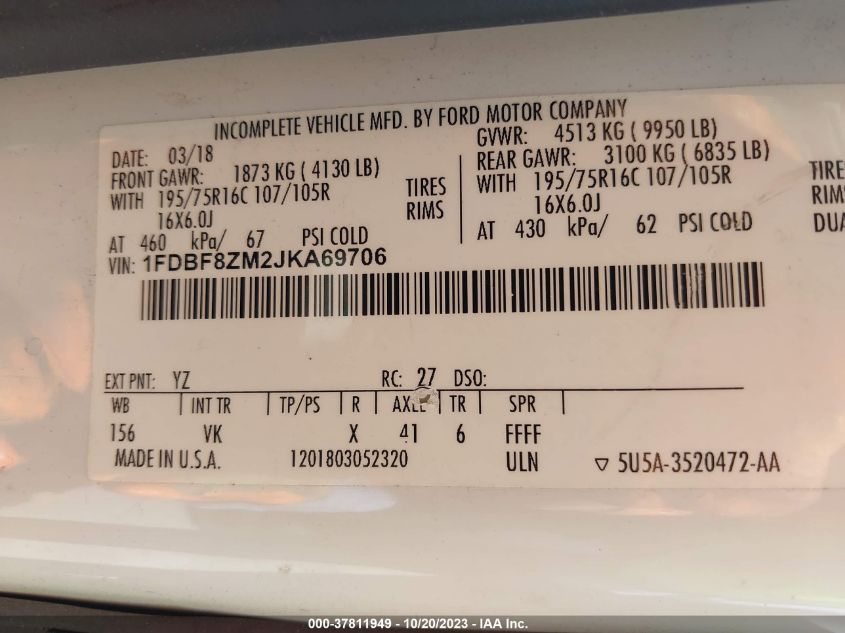 INCOMPLETE VEHICLE MFD. BY FORD MOTOR COMPANY
DATE: 03/18
GVWR: 4513 KG ( 9950 LB)
FRONT GAWR: 1873 KG ( 4130 LB)
REAR GAWR: 3100 KG ( 6835 LB)
WITH 195/75R16C 107/105R TIRES
WITH 195/75R16C 107/105R TIRE
16X6.0J RIMS
16X6.0J RIM
AT 460 kPa/ 67 PSI COLD
AT 430 kPa/ 62 PSI COLD DUA
VIN: 1FDBF8ZM2JKA69706
EXT PNT: YZ RC: 27 DSO:
WB INT TR TP/PS R AXLE TR SPR
156 VK X 41 6 FFFF
MADE IN U.S.A. 1201803052320 ULN ▽ 5U5A-3520472-AA
000-37811949 - 10/20/2023 - IAA Inc.